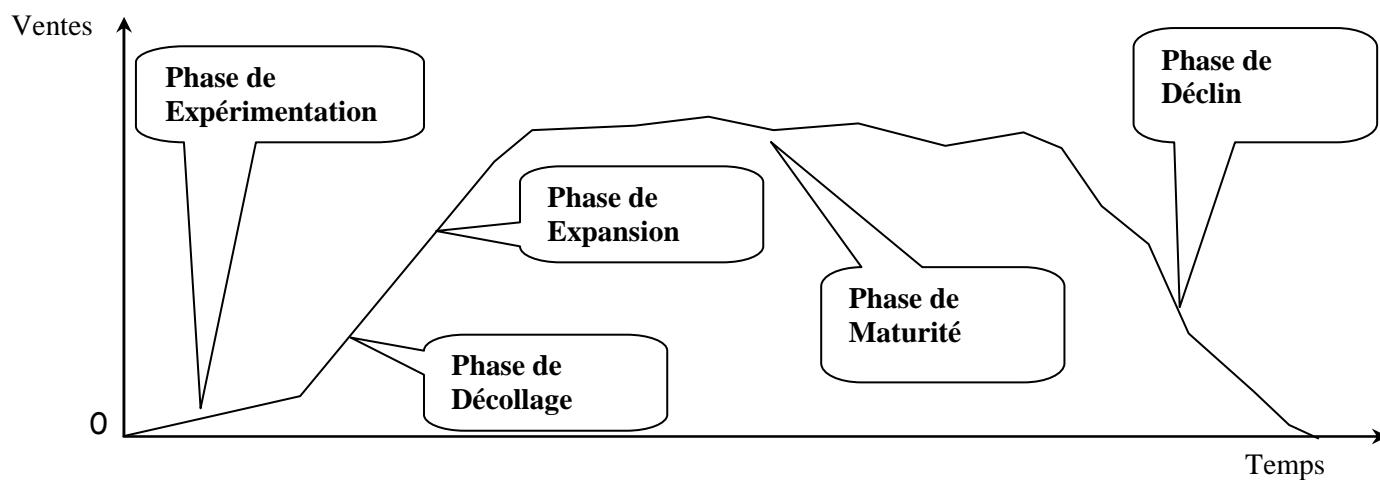 Ventes
Phase de
Expérimentation
Phase de
Déclin
Phase de
Expansion
Phase de
Maturité
Phase de
Décollage
0
Temps